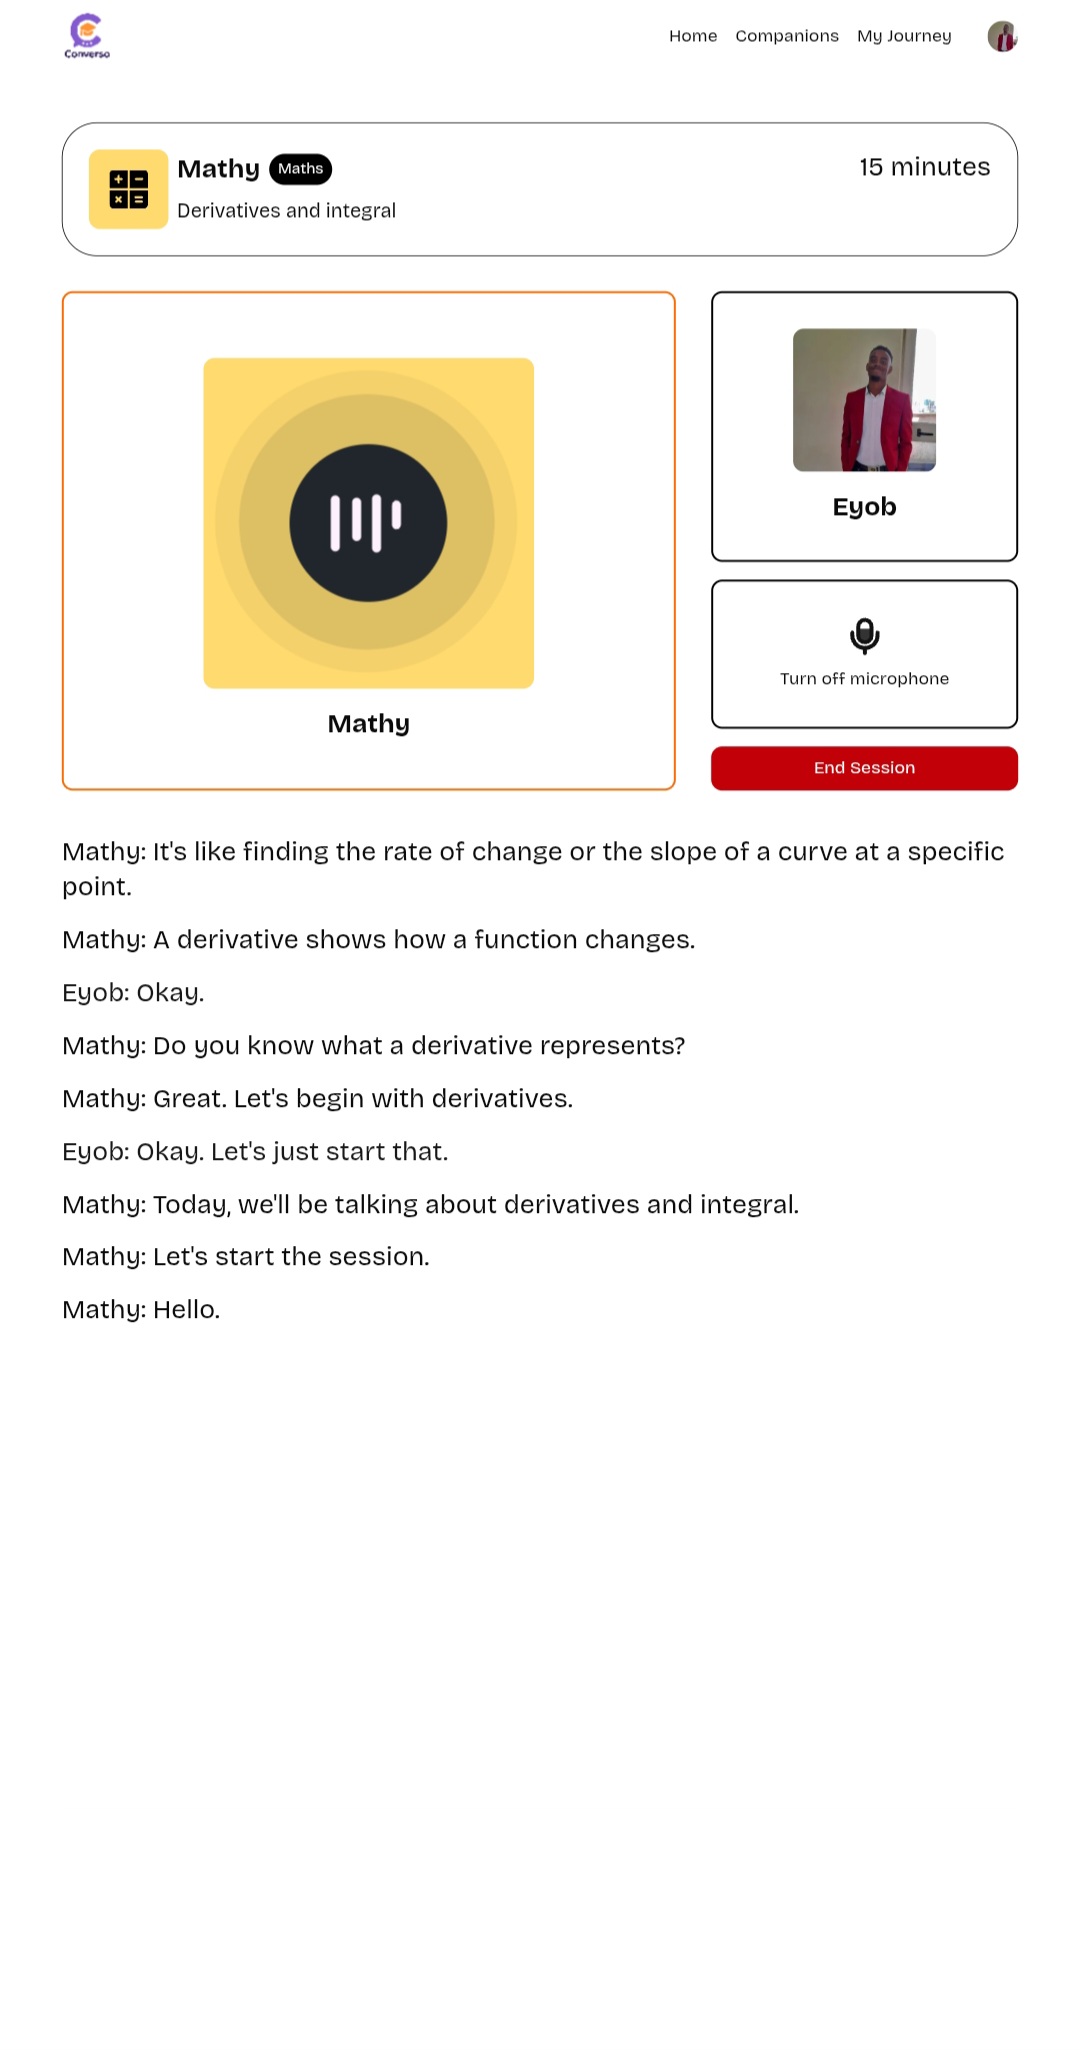 Converso
Home Companions My Journey
Mathy Maths
15 minutes
Derivatives and integral
Mathy
Eyob
Turn off microphone
End Session
Mathy: It's like finding the rate of change or the slope of a curve at a specific
point.
Mathy: A derivative shows how a function changes.
Eyob: Okay.
Mathy: Do you know what a derivative represents?
Mathy: Great. Let's begin with derivatives.
Eyob: Okay. Let's just start that.
Mathy: Today, we'll be talking about derivatives and integral.
Mathy: Let's start the session.
Mathy: Hello.